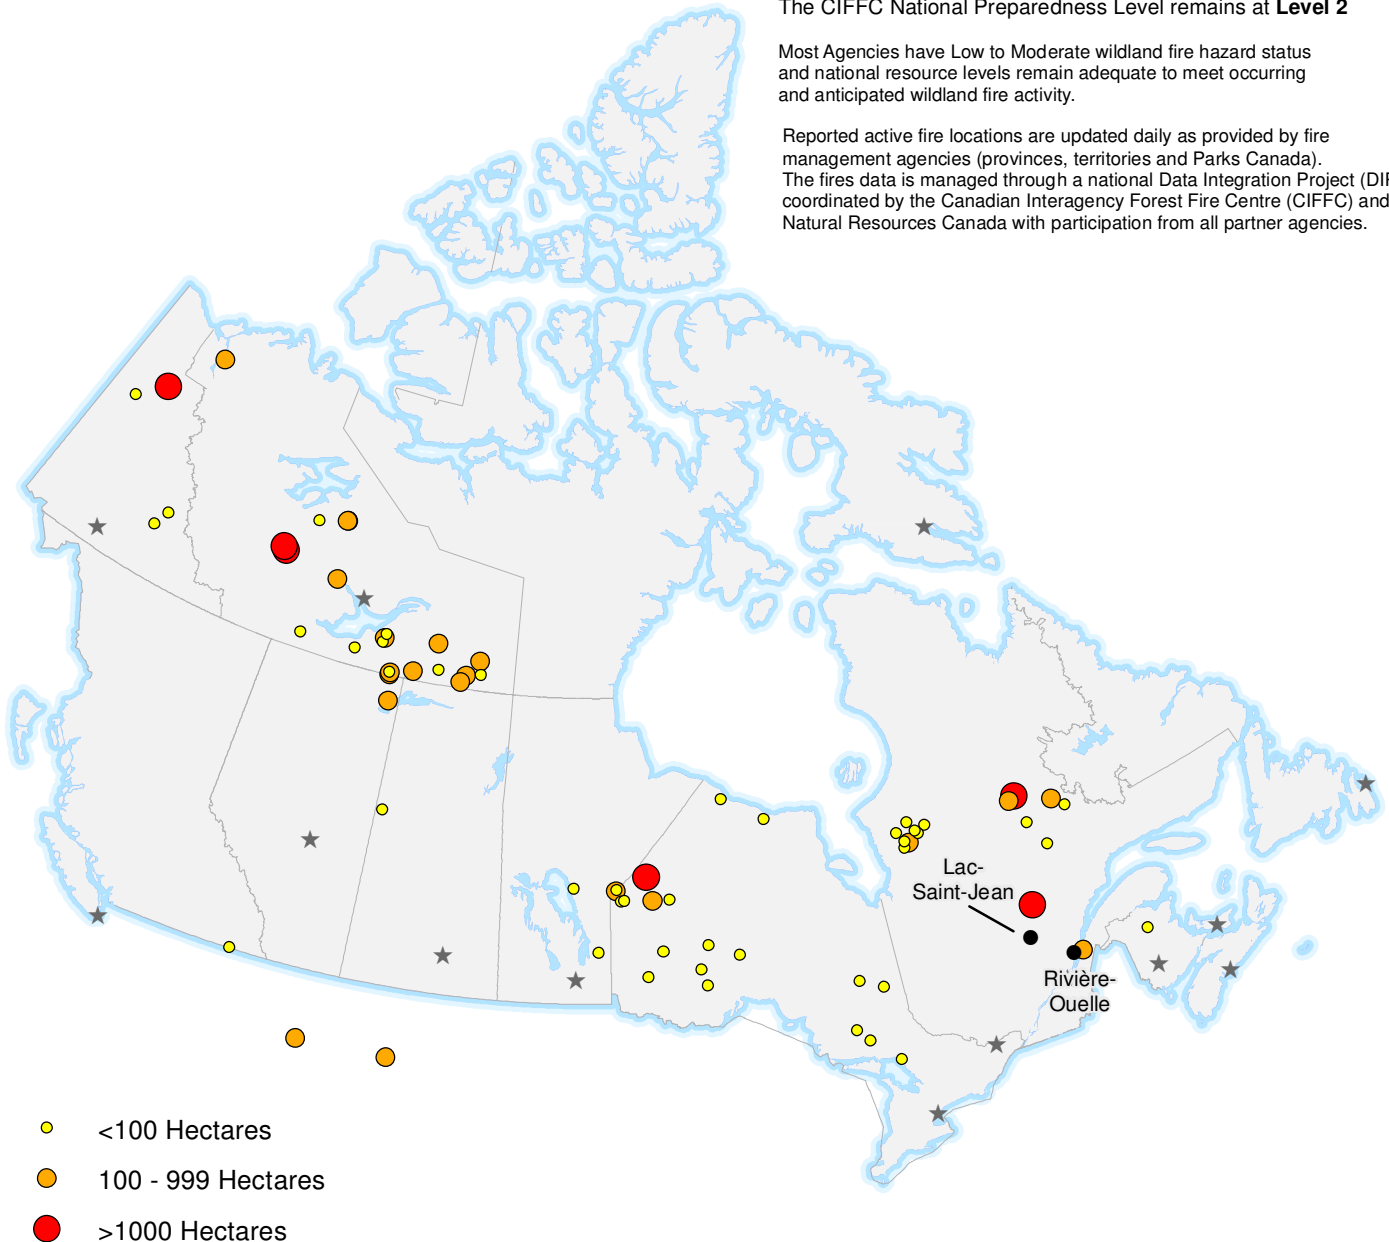 The CIFFC National Preparedness Level remains at Level 2
Most Agencies have Low to Moderate wildland fire hazard status
and national resource levels remain adequate to meet occurring
and anticipated wildland fire activity.
Reported active fire locations are updated daily as provided by fire
management agencies (provinces, territories and Parks Canada).
The fires data is managed through a national Data Integration Project
coordinated by the Canadian Interagency Forest Fire Centre (CIFFC) and
Natural Resources Canada with participation from all partner agencies.
Lac-
Saint-Jean
Rivière-
Ouelle
<100 Hectares
100 - 999 Hectares
>1000 Hectares